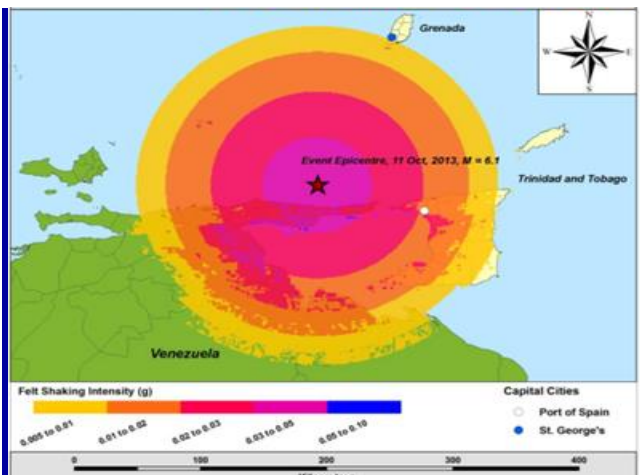 N
W E
S
Grenada
Event Epicentre, 11 Oct, 2013, M = 6.1
Trinidad and Tobago
Venezuela
Felt Shaking Intensity (g)
0.005 to 0.01
0.01 to 0.02
0.02 to 0.03
0.03 to 0.05
0.05 to 0.10
Capital Cities
Port of Spain
St. George's
0 100 200 300 400